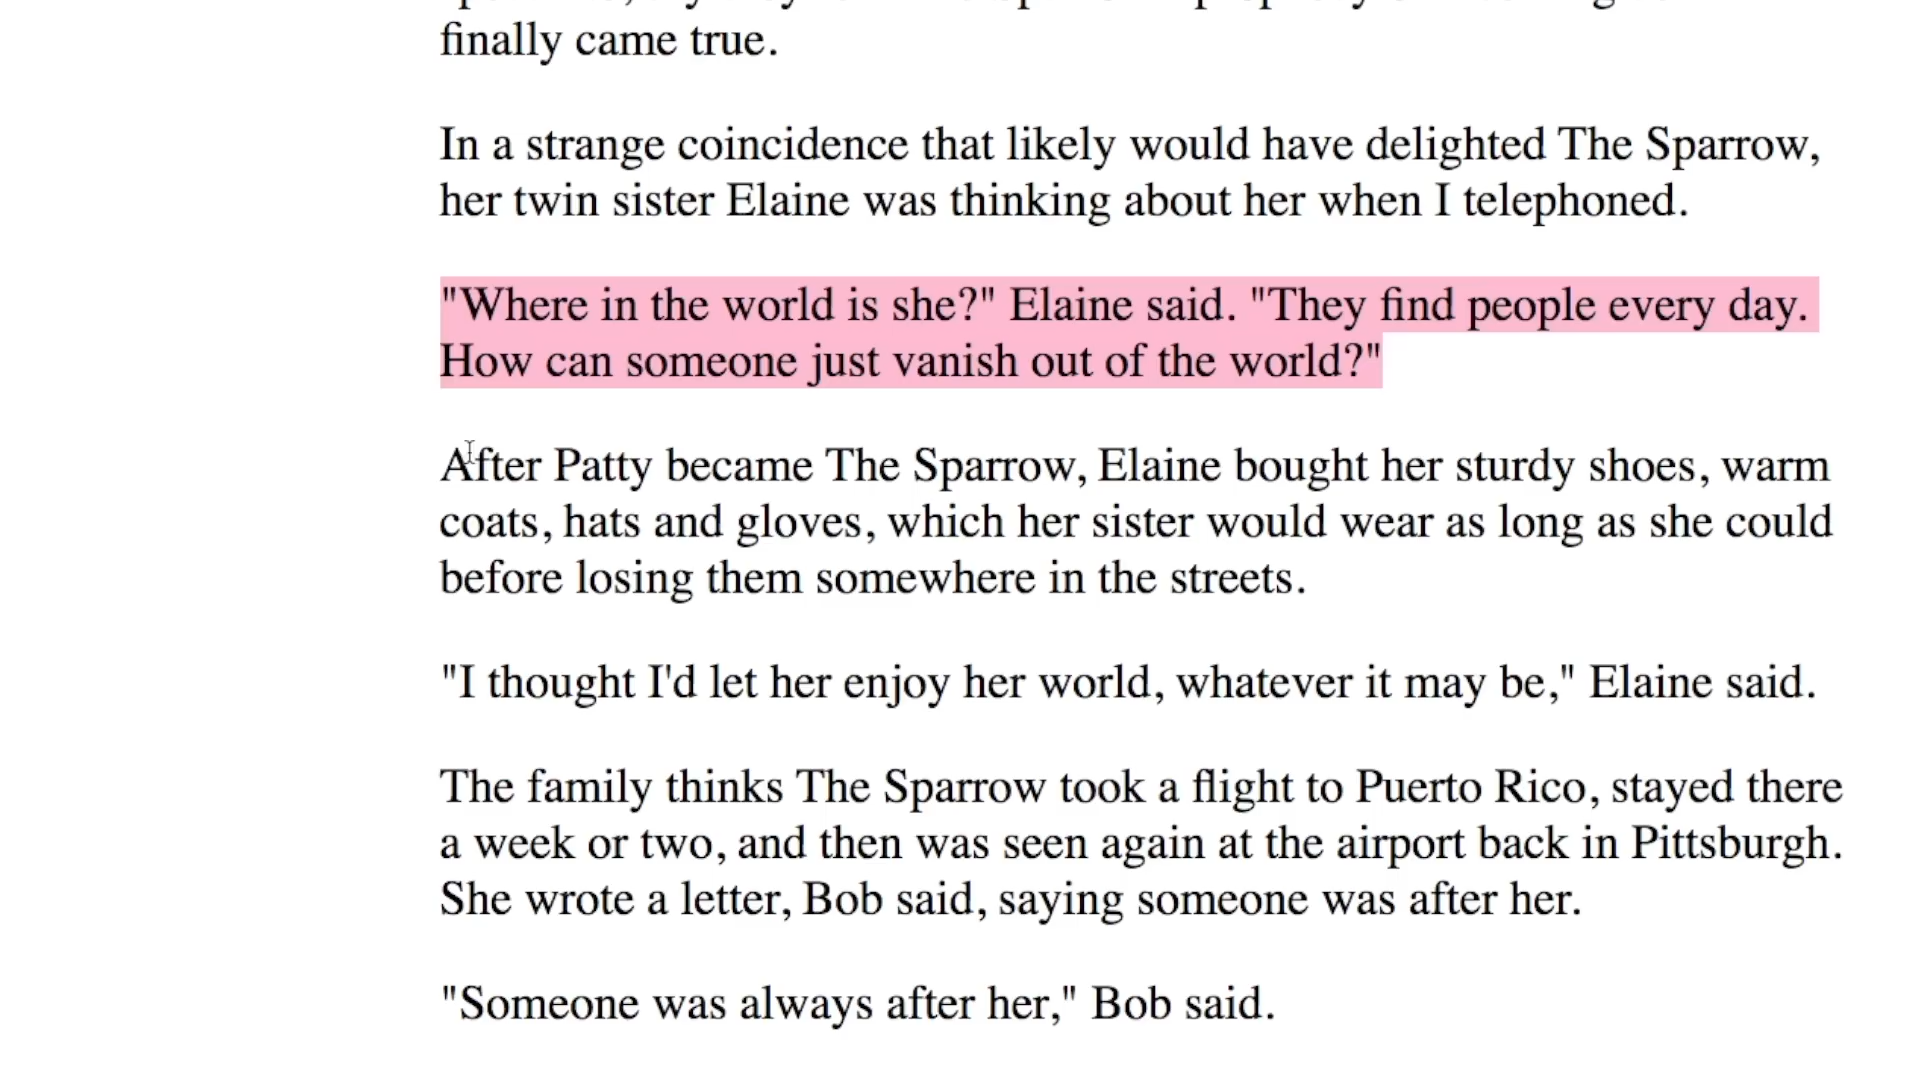 finally came true.
In a strange coincidence that likely would have delighted The Sparrow,
her twin sister Elaine was thinking about her when I telephoned.
"Where in the world is she?" Elaine said. "They find people every day.
How can someone just vanish out of the world?"
After Patty became The Sparrow, Elaine bought her sturdy shoes, warm
coats, hats and gloves, which her sister would wear as long as she could
before losing them somewhere in the streets.
"I thought I'd let her enjoy her world, whatever it may be," Elaine said.
The family thinks The Sparrow took a flight to Puerto Rico, stayed there
a week or two, and then was seen again at the airport back in Pittsburgh.
She wrote a letter, Bob said, saying someone was after her.
"Someone was always after her," Bob said.